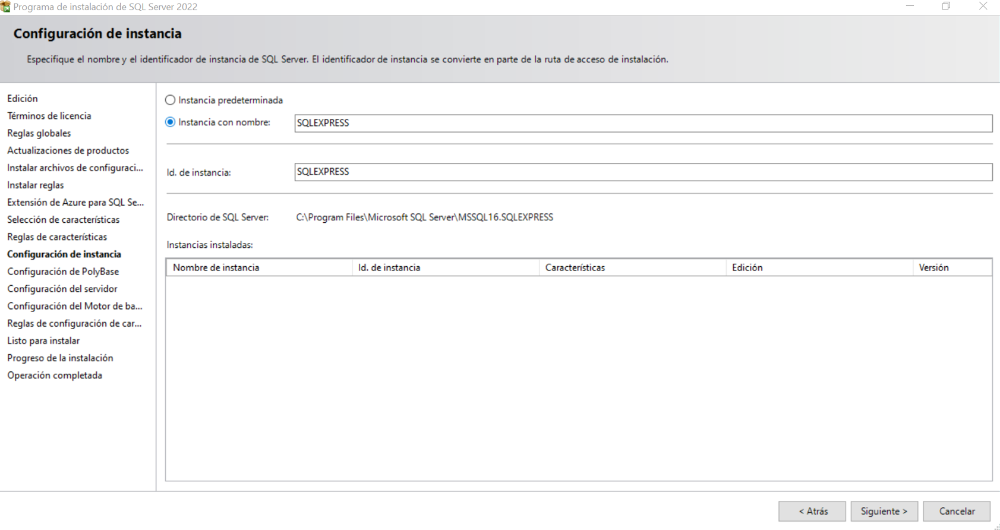 Programa de instalación de SQL Server 2022
Configuración de instancia
Especifique el nombre y el identificador de instancia de SQL Server. El identificador de instancia se convierte en parte de la ruta de acceso de instalación.
Edición
Términos de licencia
Reglas globales
Actualizaciones de productos
Instalar archivos de configuraci...
Instalar reglas
Extensión de Azure para SQL Se...
Selección de características
Reglas de características
Configuración de instancia
Configuración de PolyBase
Configuración del servidor
Configuración del Motor de ba...
Reglas de configuración de car...
Listo para instalar
Progreso de la instalación
Operación completada
Instancia predeterminada
Instancia con nombre: SQLEXPRESS
Id. de instancia: SQLEXPRESS
Directorio de SQL Server: C:\Program Files\Microsoft SQL Server\MSSQL16.SQLEXPRESS
Instancias instaladas:
Nombre de instancia Id. de instancia Características Edición Versión
< Atrás Siguiente > Cancelar